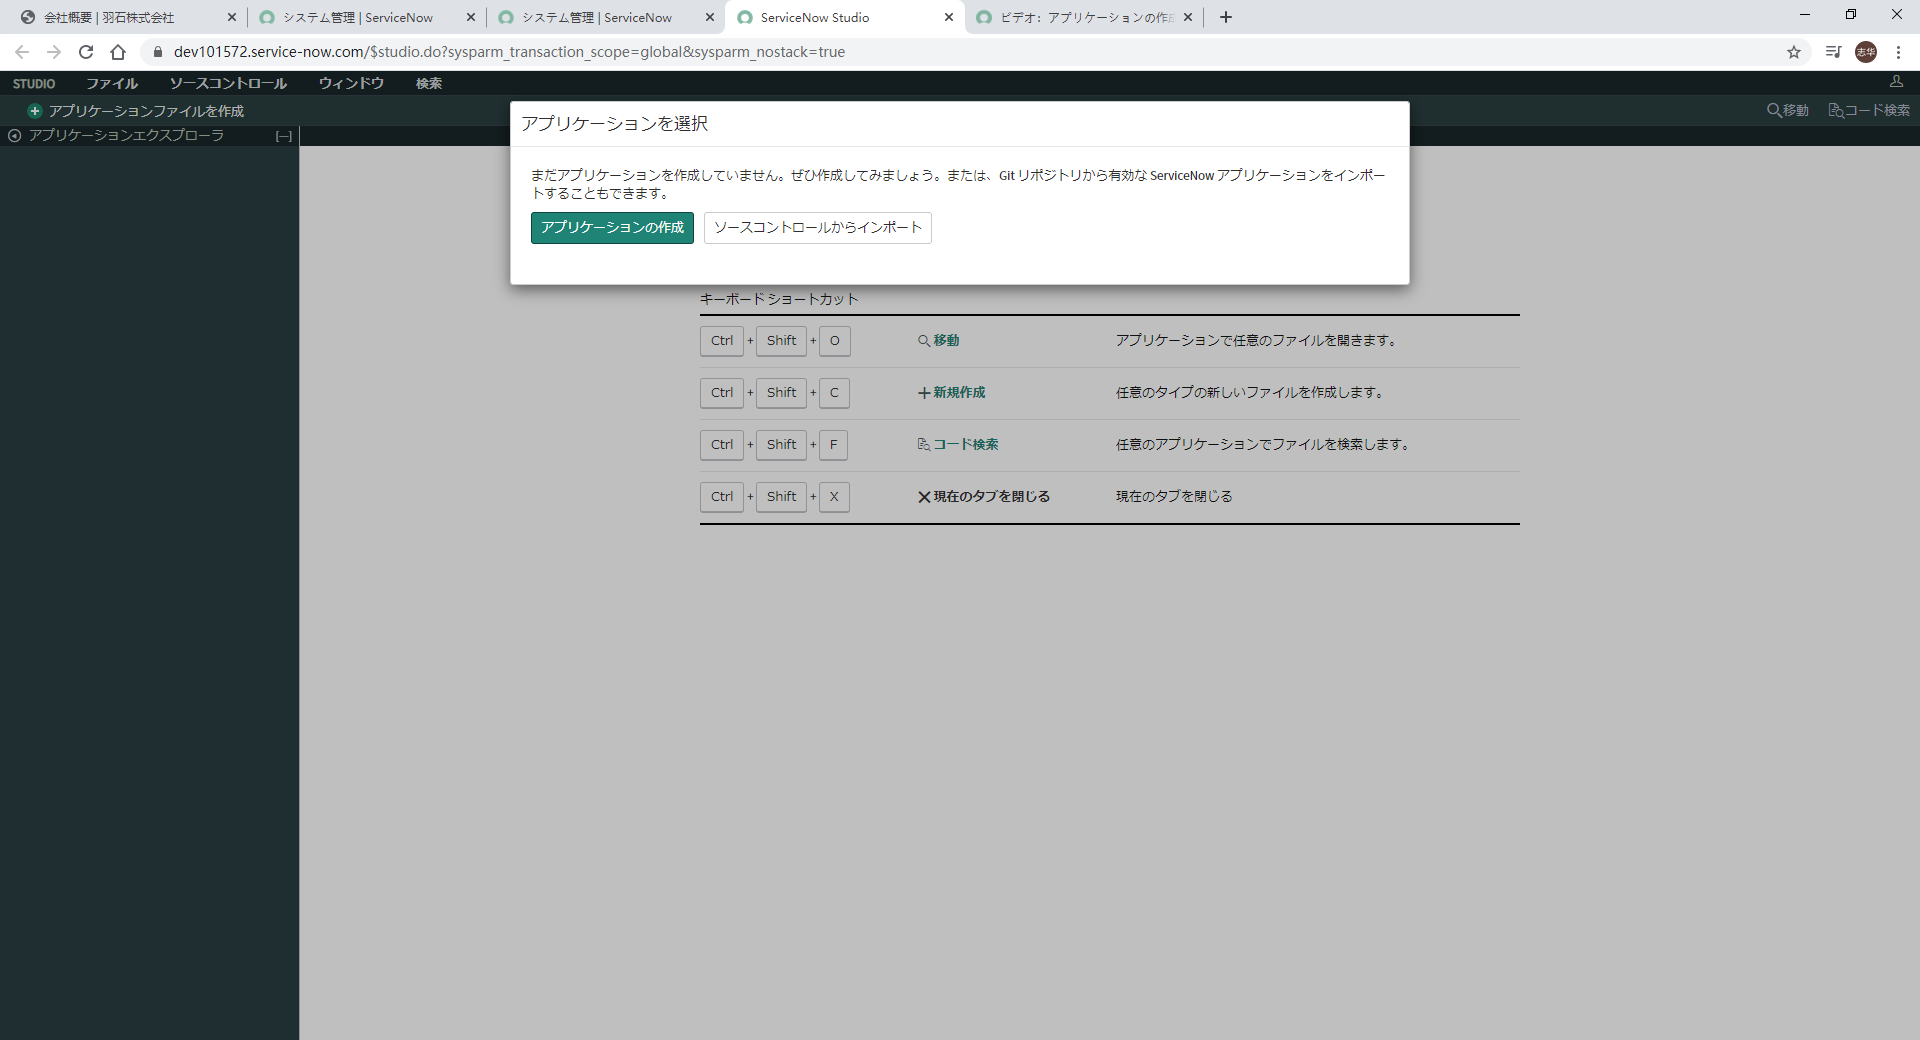 会社概要 | 羽石株式会社
システム管理 | ServiceNow
システム管理 | ServiceNow
ServiceNow Studio
ビデオ：アプリケーションの作成
dev101572.service-now.com/$studio.do?sysparm_transaction_scope=global&sysparm_nostack=true
志华
STUDIO ファイル ソースコントロール ウィンドウ 検索
アプリケーションファイルを作成
移動 コード検索
アプリケーションエクスプローラ [—]
アプリケーションを選択
まだアプリケーションを作成していません。ぜひ作成してみましょう。または、Git リポジトリから有効な ServiceNow アプリケーションをインポー
トすることもできます。
アプリケーションの作成 ソースコントロールからインポート
キーボード ショートカット
Ctrl + Shift + O 移動 アプリケーションで任意のファイルを開きます。
Ctrl + Shift + C 新規作成 任意のタイプの新しいファイルを作成します。
Ctrl + Shift + F コード検索 任意のアプリケーションでファイルを検索します。
Ctrl + Shift + X 現在のタブを閉じる 現在のタブを閉じる